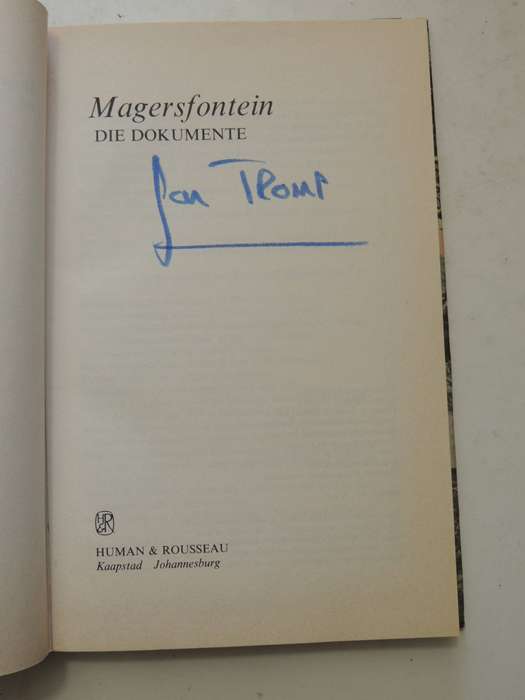 Magersfontein
DIE DOKUMENTE
Jan Tromp
H&R
HUMAN & ROUSSEAU
Kaapstad Johannesburg